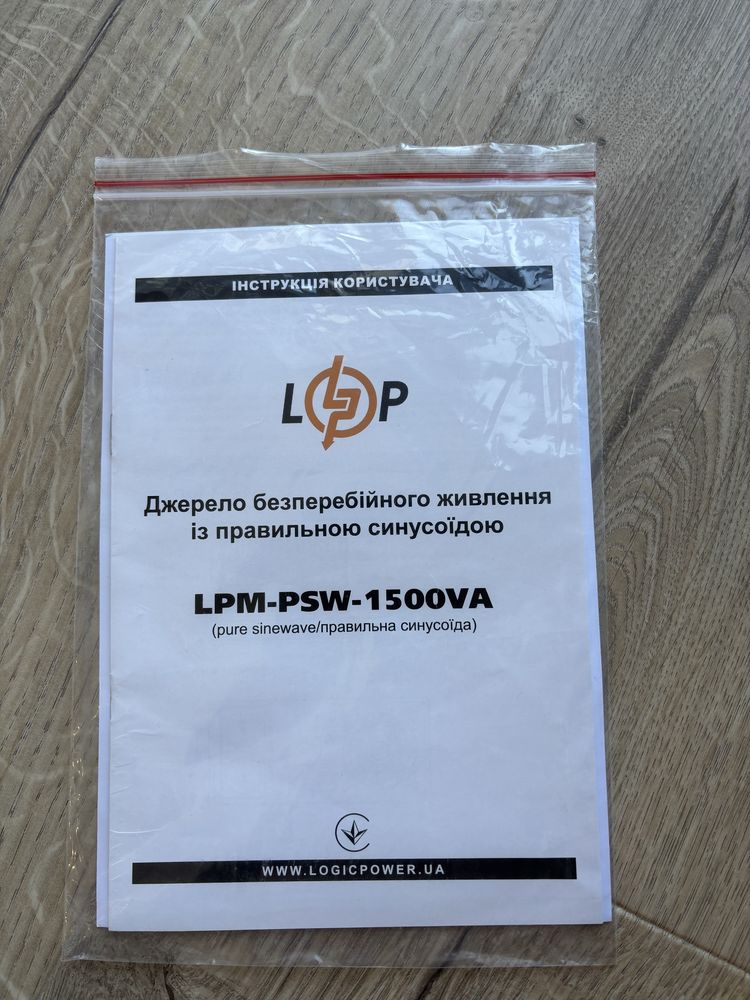 ІНСТРУКЦІЯ КОРИСТУВАЧА
LP
Джерело безперебійного живлення
із правильною синусоїдою
LPM-PSW-1500VA
(pure sinewave/правильна синусоїда)
WWW.LOGICPOWER.UA